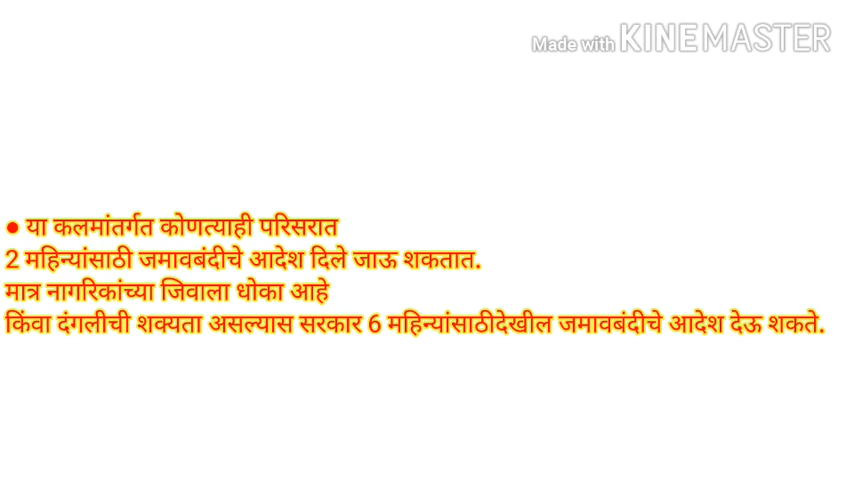 Made with KINEMASTER
● या कलमांतर्गत कोणत्याही परिसरात
2 महिन्यांसाठी जमावबंदीचे आदेश दिले जाऊ शकतात.
मात्र नागरिकांच्या जिवाला धोका आहे
किंवा दंगलीची शक्यता असल्यास सरकार 6 महिन्यांसाठीदेखील जमावबंदीचे आदेश देऊ शकते.